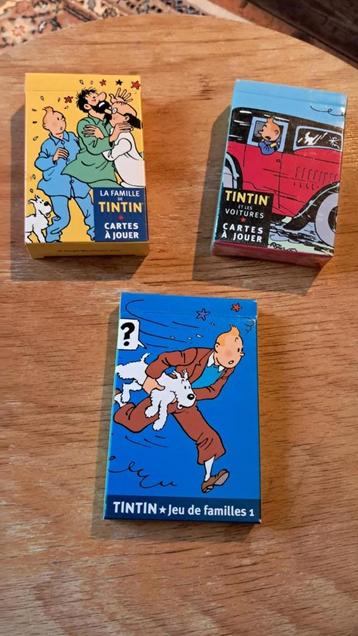 LA FAMILLE
DE
TINTIN
★
CARTES
À JOUER
TINTIN
ET LES
VOITURES
★
CARTES
À JOUER
?
TINTIN ★ Jeu de familles 1